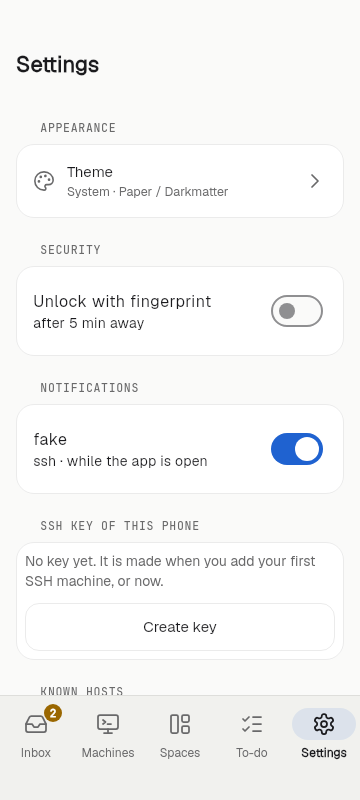 Settings
APPEARANCE
Theme
System · Paper / Darkmatter
SECURITY
Unlock with fingerprint
after 5 min away
NOTIFICATIONS
fake
ssh · while the app is open
SSH KEY OF THIS PHONE
No key yet. It is made when you add your first
SSH machine, or now.
Create key
KNOWN HOSTS
2
Inbox
Machines
Spaces
To-do
Settings